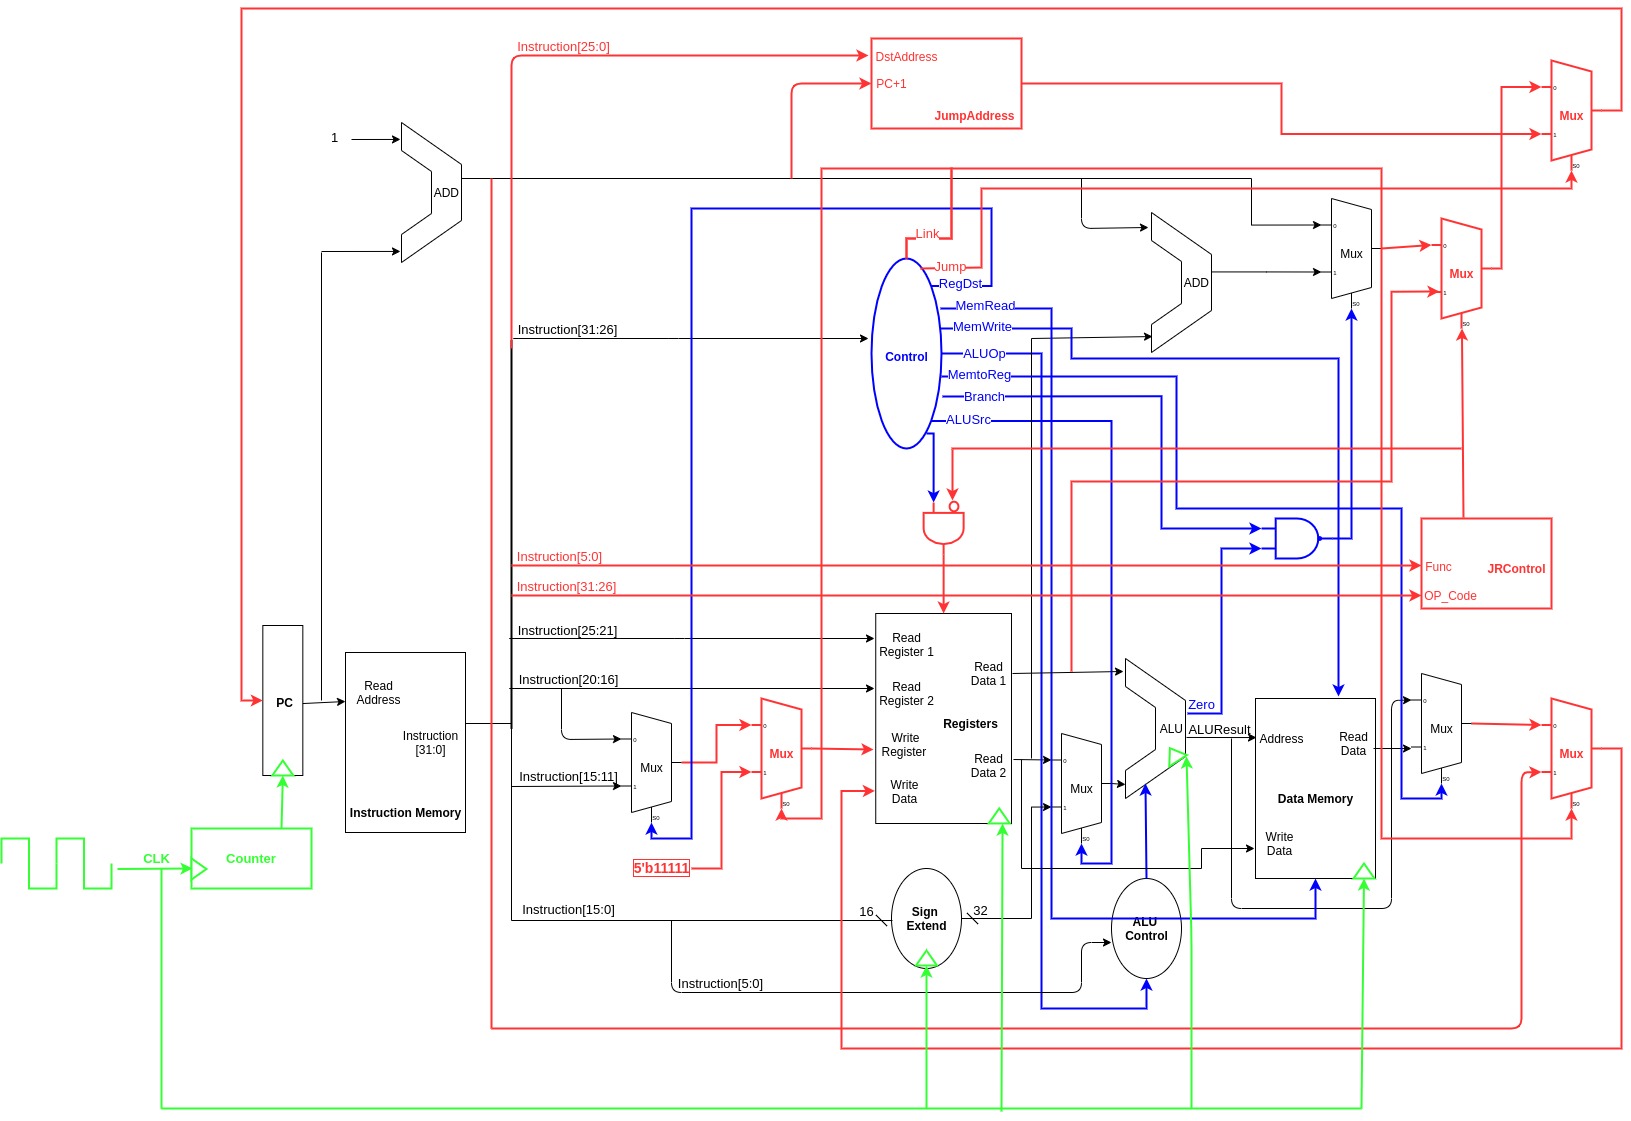 Instruction[25:0]
DstAddress
PC+1
JumpAddress
0
Mux
1
S0
1
ADD
Link
Jump
RegDst
MemRead
MemWrite
ALUOp
MemtoReg
Branch
ALUSrc
Control
Instruction[31:26]
ADD
0
Mux
1
S0
0
Mux
1
S0
Instruction[5:0]
Instruction[31:26]
Func
JRControl
OP_Code
PC
Read
Address
Instruction
[31:0]
Instruction Memory
Instruction[25:21]
Instruction[20:16]
Instruction[15:11]
0
Mux
1
S0
0
Mux
1
S0
5'b11111
Read
Register 1
Read
Register 2
Write
Register
Write
Data
Registers
Read
Data 1
Read
Data 2
0
Mux
1
S0
ALU
Zero
ALUResult
Address
Read
Data
Data Memory
Write
Data
0
Mux
1
S0
0
Mux
1
S0
CLK
Counter
Instruction[15:0]
16
Sign
Extend
32
ALU
Control
Instruction[5:0]